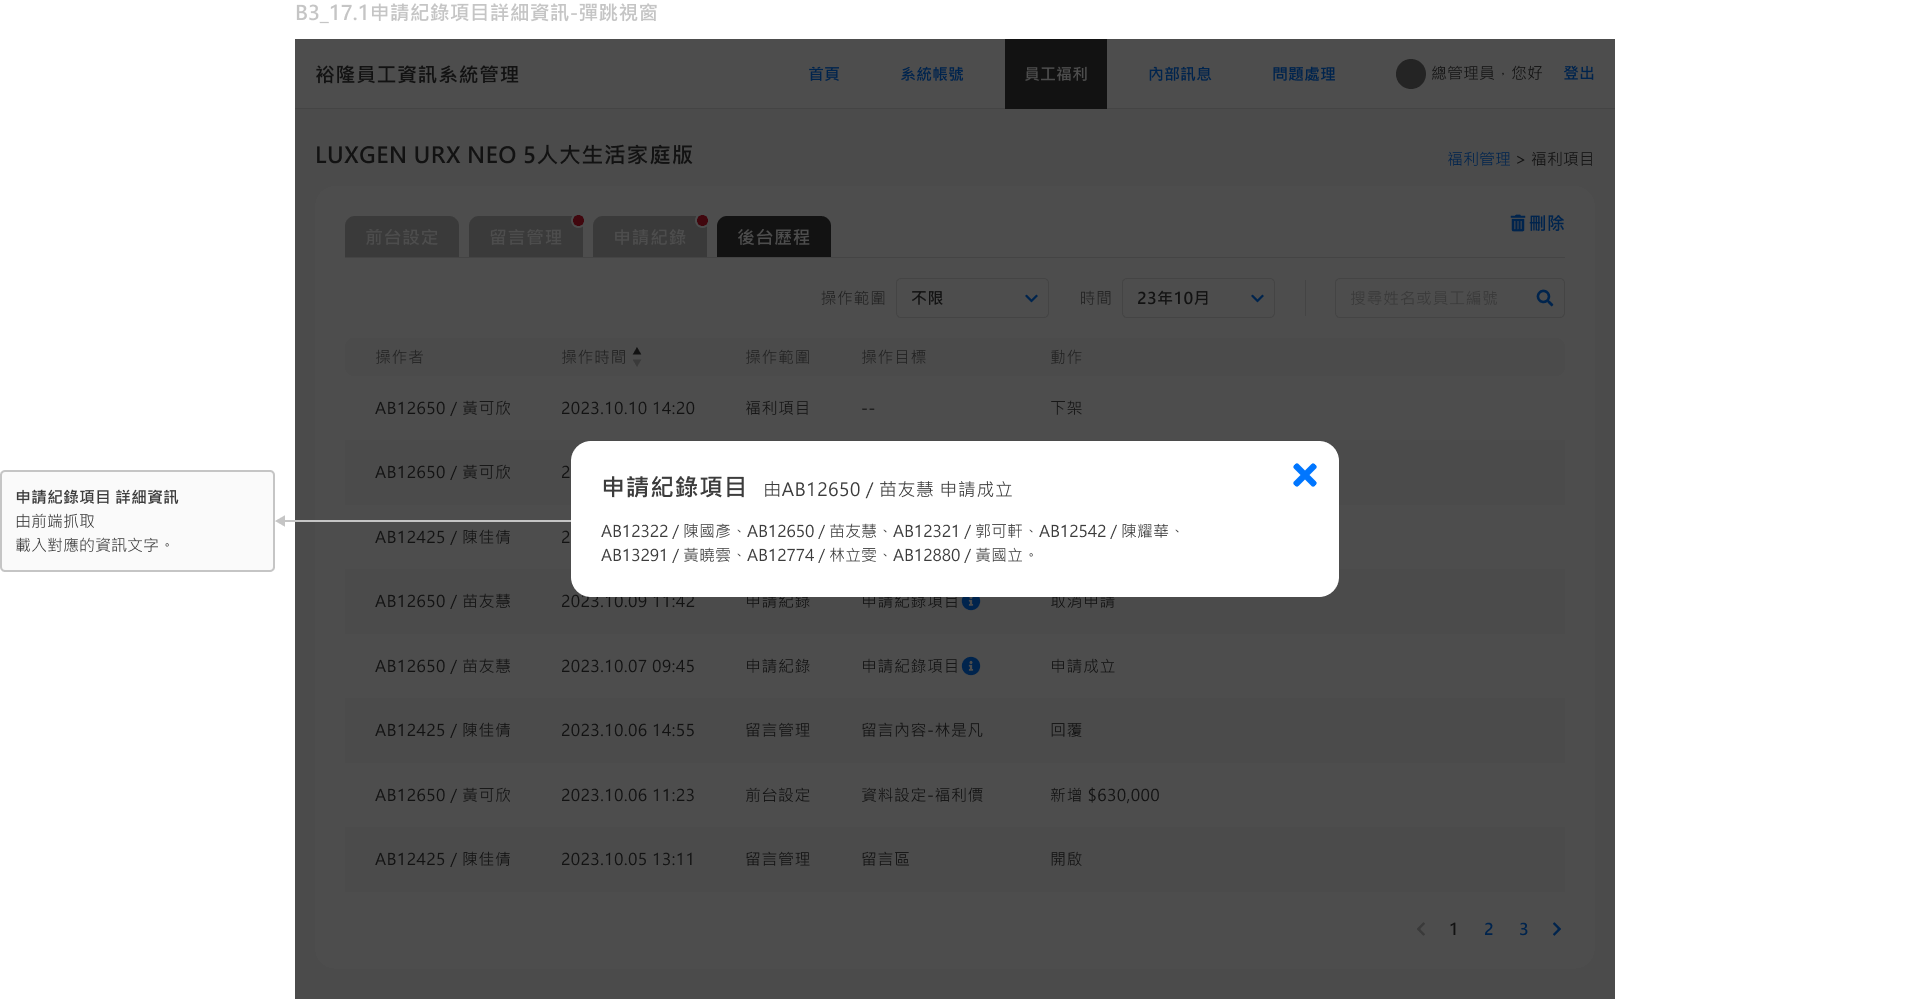 B3_17.1申請紀錄項目詳細資訊-彈跳視窗
裕隆員工資訊系統管理
首頁
系統帳號
員工福利
內部訊息
問題處理
總管理員・您好
登出
LUXGEN URX NEO 5人大生活家庭版
福利管理 > 福利項目
前台設定
留言管理
申請紀錄
後台歷程
刪除
操作範圍
不限
時間
23年10月
搜尋姓名或員工編號
操作者 操作時間 操作範圍 操作目標 動作
AB12650 / 黃可欣 2023.10.10 14:20 福利項目 -- 下架
AB12650 / 黃可欣 2
AB12425 / 陳佳倩 2
申請紀錄項目 由AB12650 / 苗友慧 申請成立
AB12322 / 陳國彥、AB12650 / 苗友慧、AB12321 / 郭可軒、AB12542 / 陳耀華、
AB13291 / 黃曉雲、AB12774 / 林立雯、AB12880 / 黃國立。
申請紀錄項目 詳細資訊
由前端抓取
載入對應的資訊文字。
AB12650 / 苗友慧 2023.10.09 11:42 申請紀錄 申請紀錄項目 取消申請
AB12650 / 苗友慧 2023.10.07 09:45 申請紀錄 申請紀錄項目 申請成立
AB12425 / 陳佳倩 2023.10.06 14:55 留言管理 留言內容-林是凡 回覆
AB12650 / 黃可欣 2023.10.06 11:23 前台設定 資料設定-福利價 新增 $630,000
AB12425 / 陳佳倩 2023.10.05 13:11 留言管理 留言區 開啟
1 2 3